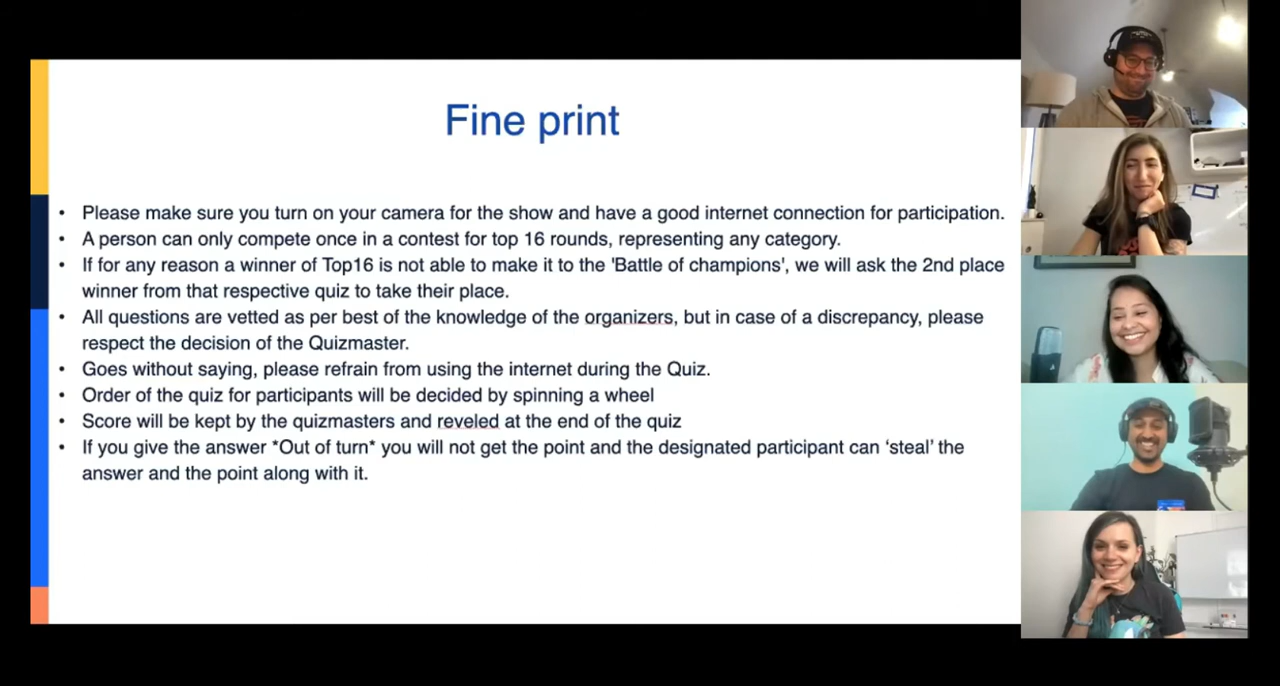 Fine print
• Please make sure you turn on your camera for the show and have a good internet connection for participation.
• A person can only compete once in a contest for top 16 rounds, representing any category.
• If for any reason a winner of Top16 is not able to make it to the 'Battle of champions', we will ask the 2nd place
winner from that respective quiz to take their place.
• All questions are vetted as per best of the knowledge of the organizers, but in case of a discrepancy, please
respect the decision of the Quizmaster.
• Goes without saying, please refrain from using the internet during the Quiz.
• Order of the quiz for participants will be decided by spinning a wheel
• Score will be kept by the quizmasters and reveled at the end of the quiz
• If you give the answer *Out of turn* you will not get the point and the designated participant can ‘steal’ the
answer and the point along with it.